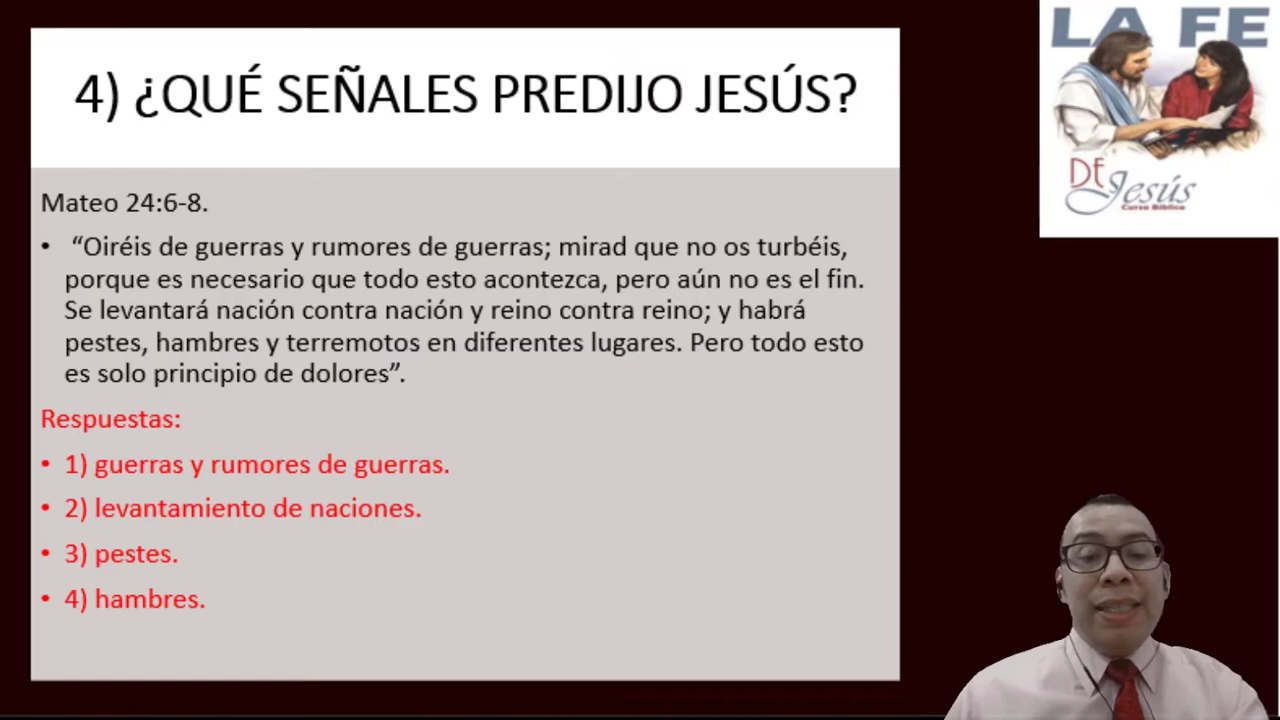 4) ¿QUÉ SEÑALES PREDIJO JESÚS?
Mateo 24:6-8.
• “Oiréis de guerras y rumores de guerras; mirad que no os turbéis,
porque es necesario que todo esto acontezca, pero aún no es el fin.
Se levantará nación contra nación y reino contra reino; y habrá
pestes, hambres y terremotos en diferentes lugares. Pero todo esto
es solo principio de dolores”.
Respuestas:
• 1) guerras y rumores de guerras.
• 2) levantamiento de naciones.
• 3) pestes.
• 4) hambres.
LA FE
DE
Jesús
Curso Bíblico